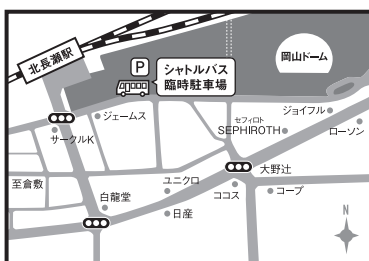 北長瀬駅
P
シャトルバス
臨時駐車場
岡山ドーム
ジェームス
サークルK
ジョイフル
セフィロト
SEPHIROTH
ローソン
至倉敷
白龍堂
ユニクロ
日産
大野辻
ココス
コープ
N